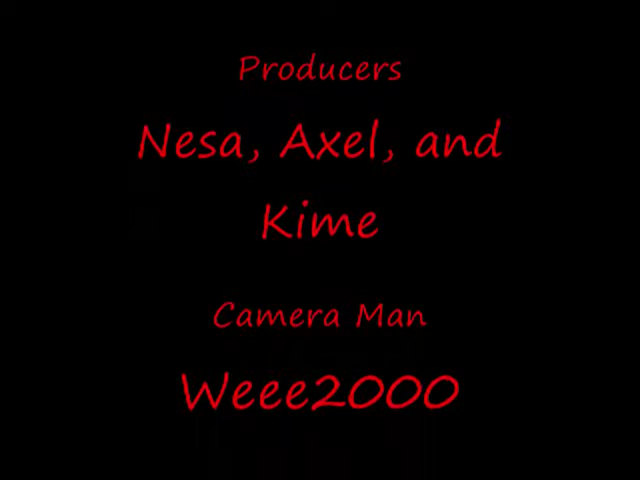 Producers
Nesa, Axel, and
Kime
Camera Man
Weee2000